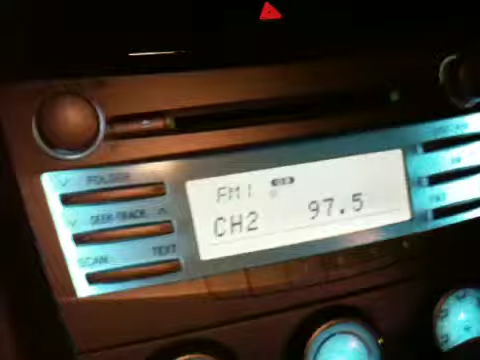 FOLDER
FM1
SEEK·TRACK
CH2 97.5
SCAN TEXT